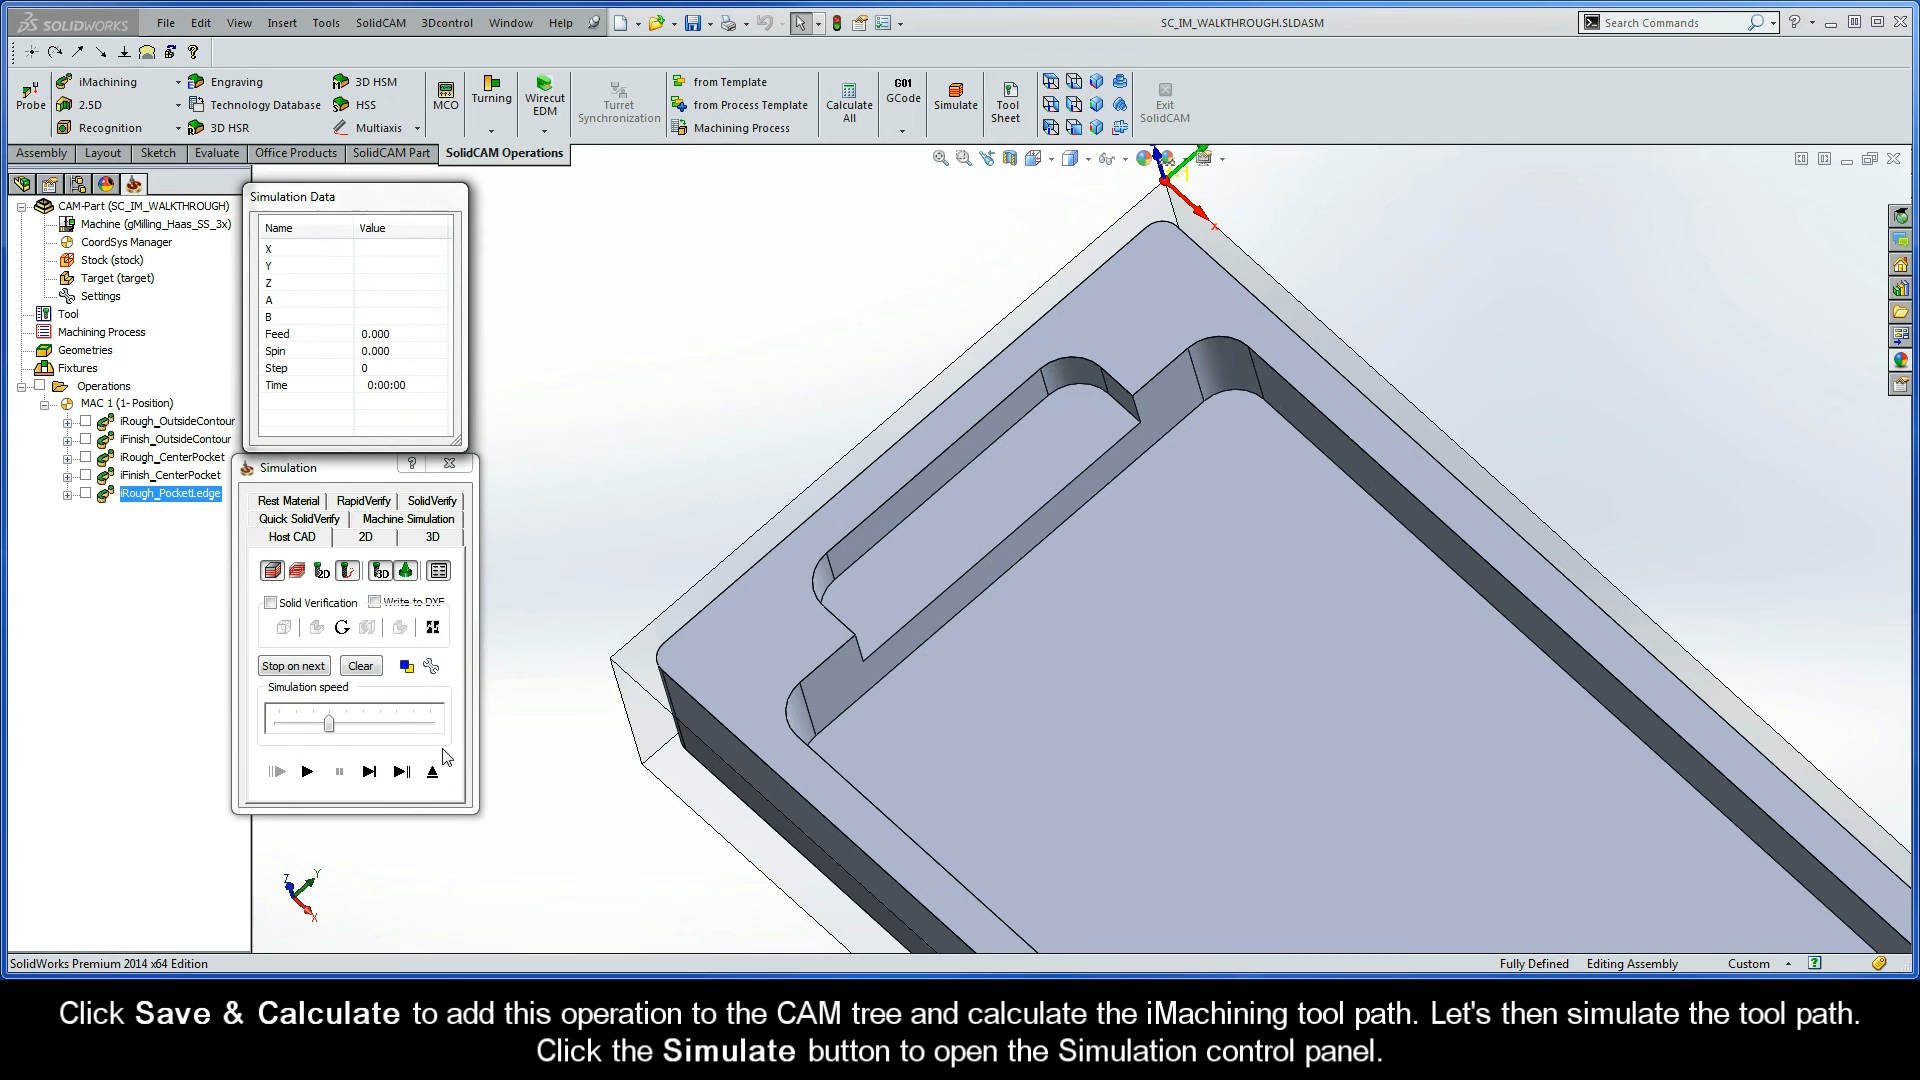 SOLIDWORKS File Edit View Insert Tools SolidCAM 3Dcontrol Window Help SC_IM_WALKTHROUGH.SLDASM Search Commands
Probe iMachining Engraving 3D HSM MCO Turning Wirecut EDM Turret Synchronization from Template Calculate All G01 GCode Simulate Tool Sheet Exit SolidCAM
2.5D Technology Database HSS from Process Template
Recognition 3D HSR Multiaxis Machining Process
Assembly Layout Sketch Evaluate Office Products SolidCAM Part SolidCAM Operations
CAM-Part (SC_IM_WALKTHROUGH)
Machine (gMilling_Haas_SS_3x)
CoordSys Manager
Stock (stock)
Target (target)
Settings
Tool
Machining Process
Geometries
Fixtures
Operations
MAC 1 (1- Position)
iRough_OutsideContour
iFinish_OutsideContour
iRough_CenterPocket
iFinish_CenterPocket
iRough_PocketLedge
Simulation Data
Name Value
X
Y
Z
A
B
Feed 0.000
Spin 0.000
Step 0
Time 0:00:00
Simulation
Rest Material RapidVerify SolidVerify
Quick SolidVerify Machine Simulation
Host CAD 2D 3D
2D 3D
Solid Verification Write to DXF
Stop on next Clear
Simulation speed
x
Z Y X
SolidWorks Premium 2014 x64 Edition Fully Defined Editing Assembly Custom
Click Save & Calculate to add this operation to the CAM tree and calculate the iMachining tool path. Let's then simulate the tool path.
Click the Simulate button to open the Simulation control panel.